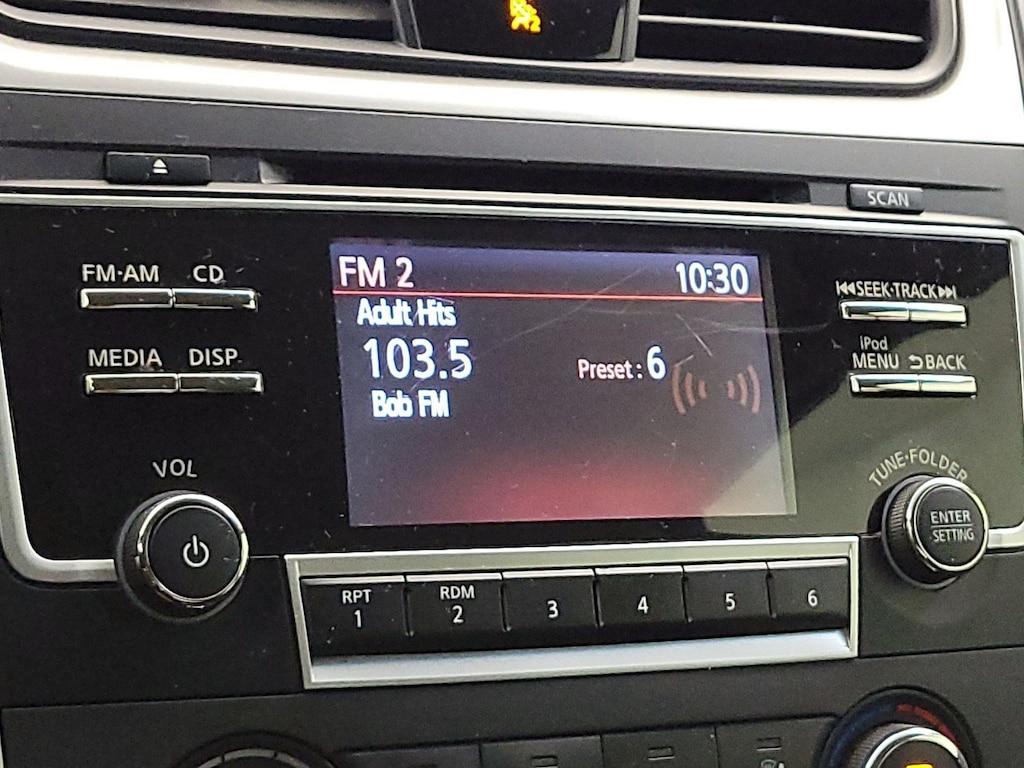 SCAN
FM·AM CD
FM 2 10:30
SEEK·TRACK
Adult Hits
103.5
Preset : 6
Bob FM
MEDIA DISP
iPod
MENU BACK
VOL
TUNE·FOLDER
ENTER
SETTING
RPT RDM
1 2 3 4 5 6